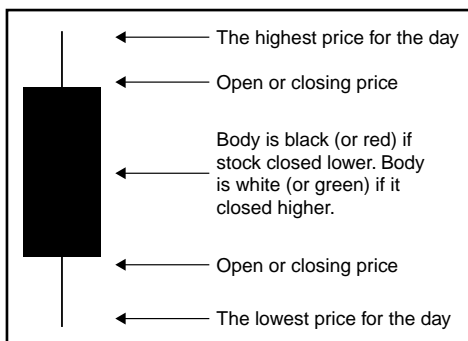 The highest price for the day
Open or closing price
Body is black (or red) if
stock closed lower. Body
is white (or green) if it
closed higher.
Open or closing price
The lowest price for the day